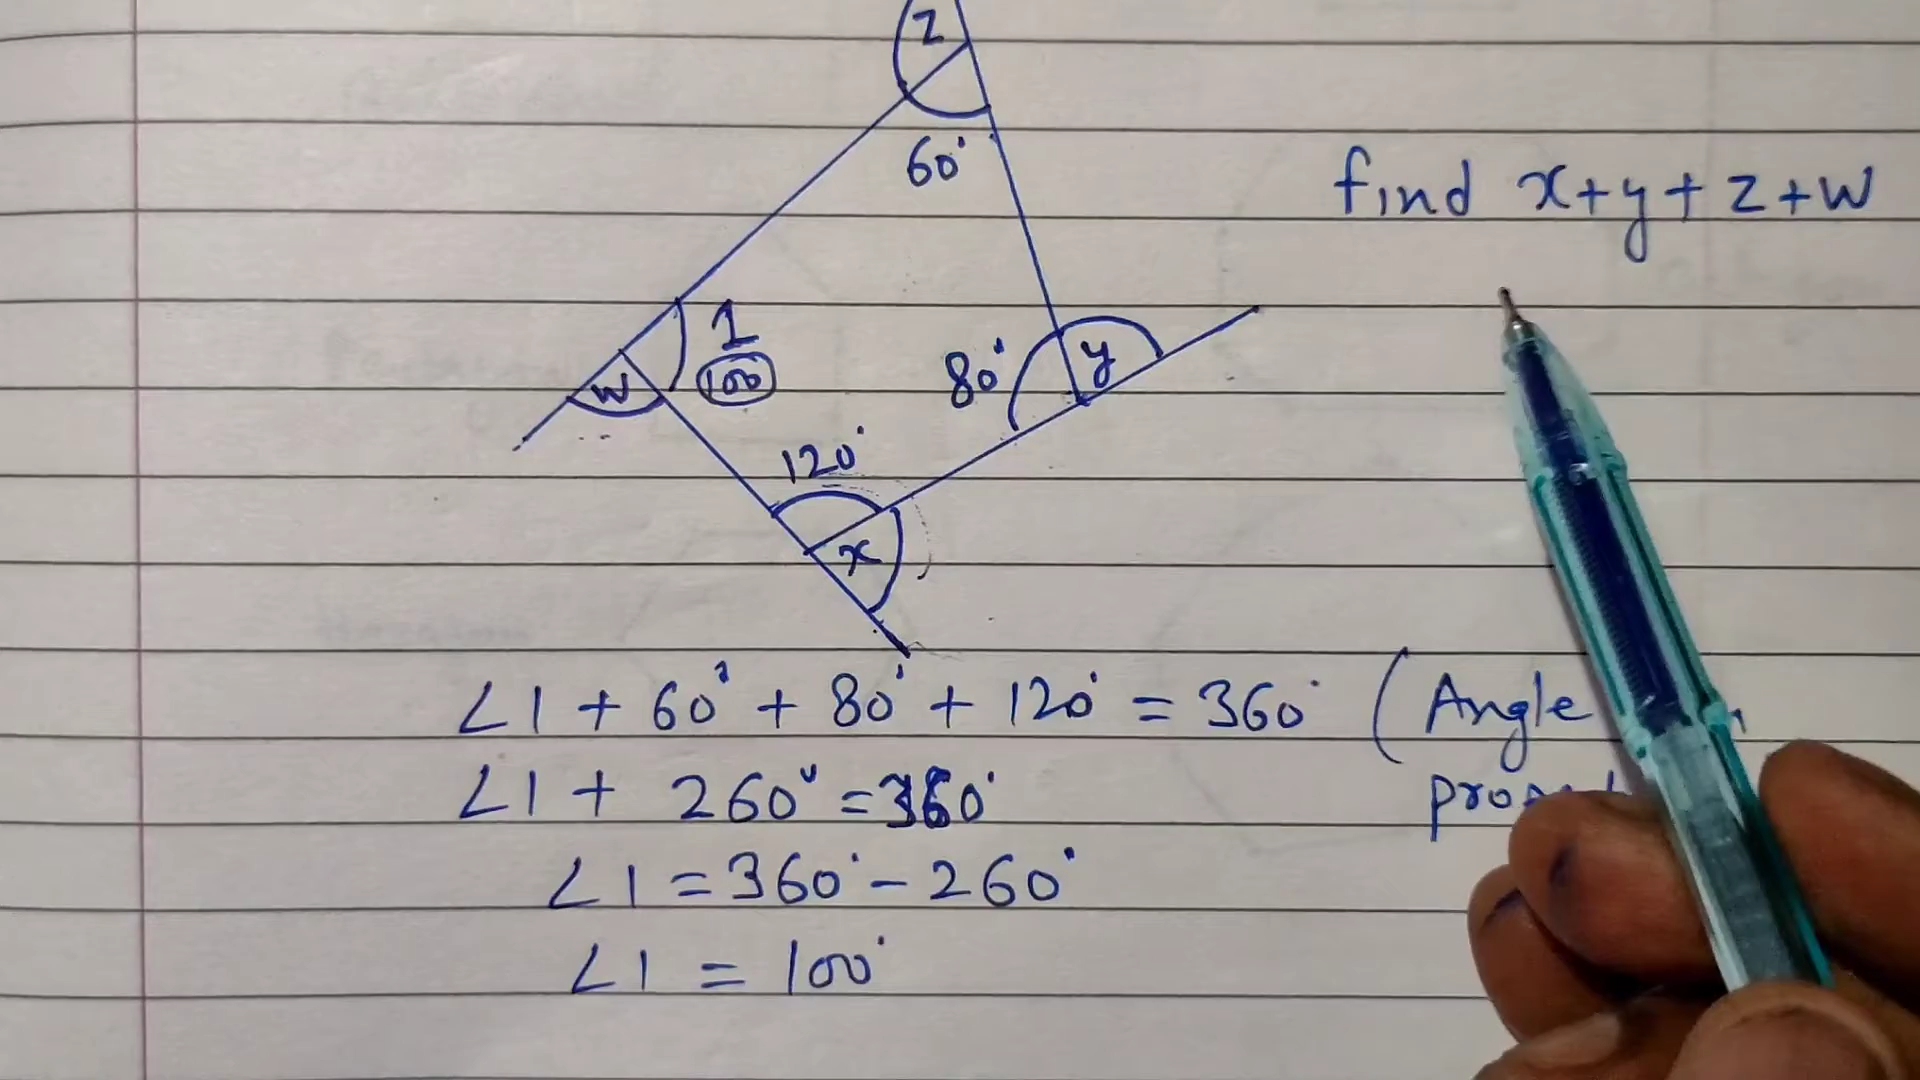 z
60°
find x+y+z+w
1
100
w
80°
y
120°
x
∠1 + 60° + 80° + 120° = 360° (Angle
∠1 + 260° = 360°
∠1 = 360° - 260°
∠1 = 100°